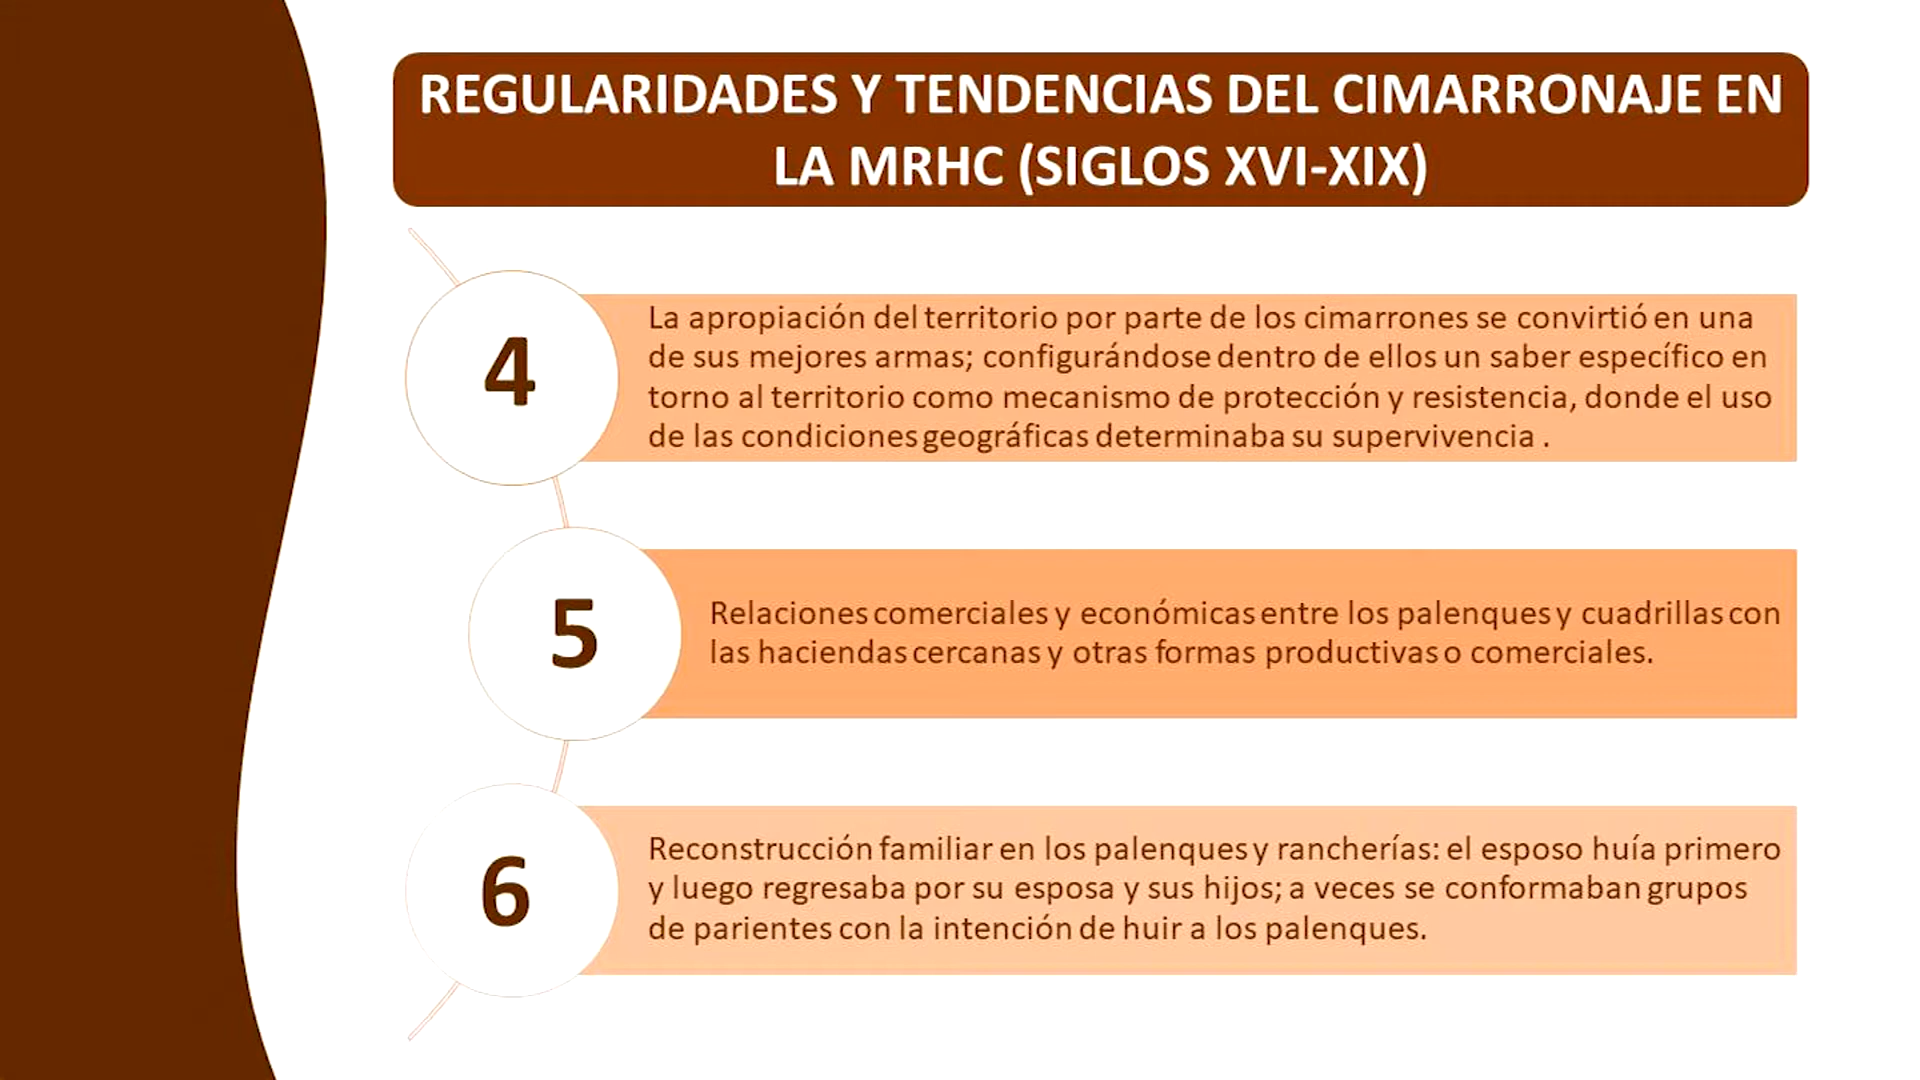 REGULARIDADES Y TENDENCIAS DEL CIMARRONAJE EN
LA MRHC (SIGLOS XVI-XIX)
4
La apropiación del territorio por parte de los cimarrones se convirtió en una
de sus mejores armas; configurándose dentro de ellos un saber específico en
torno al territorio como mecanismo de protección y resistencia, donde el uso
de las condiciones geográficas determinaba su supervivencia .
5
Relaciones comerciales y económicas entre los palenques y cuadrillas con
las haciendas cercanas y otras formas productivas o comerciales.
6
Reconstrucción familiar en los palenques y rancherías: el esposo huía primero
y luego regresaba por su esposa y sus hijos; a veces se conformaban grupos
de parientes con la intención de huir a los palenques.